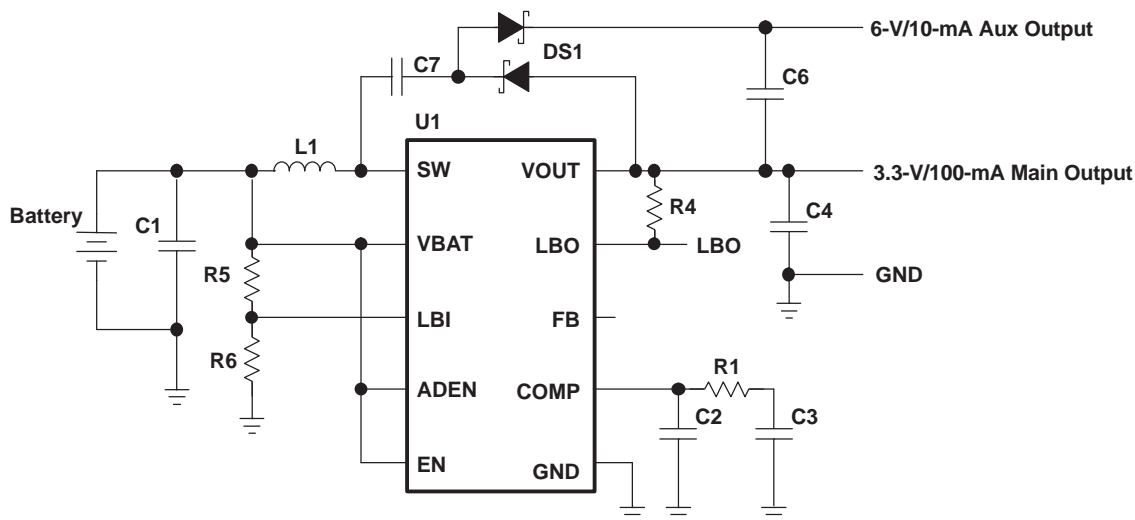 6-V/10-mA Aux Output
DS1
C7
C6
U1
L1
SW
VOUT
3.3-V/100-mA Main Output
Battery
C1
R4
C4
VBAT
LBO
LBO
R5
GND
LBI
FB
R6
R1
ADEN
COMP
C2
C3
EN
GND